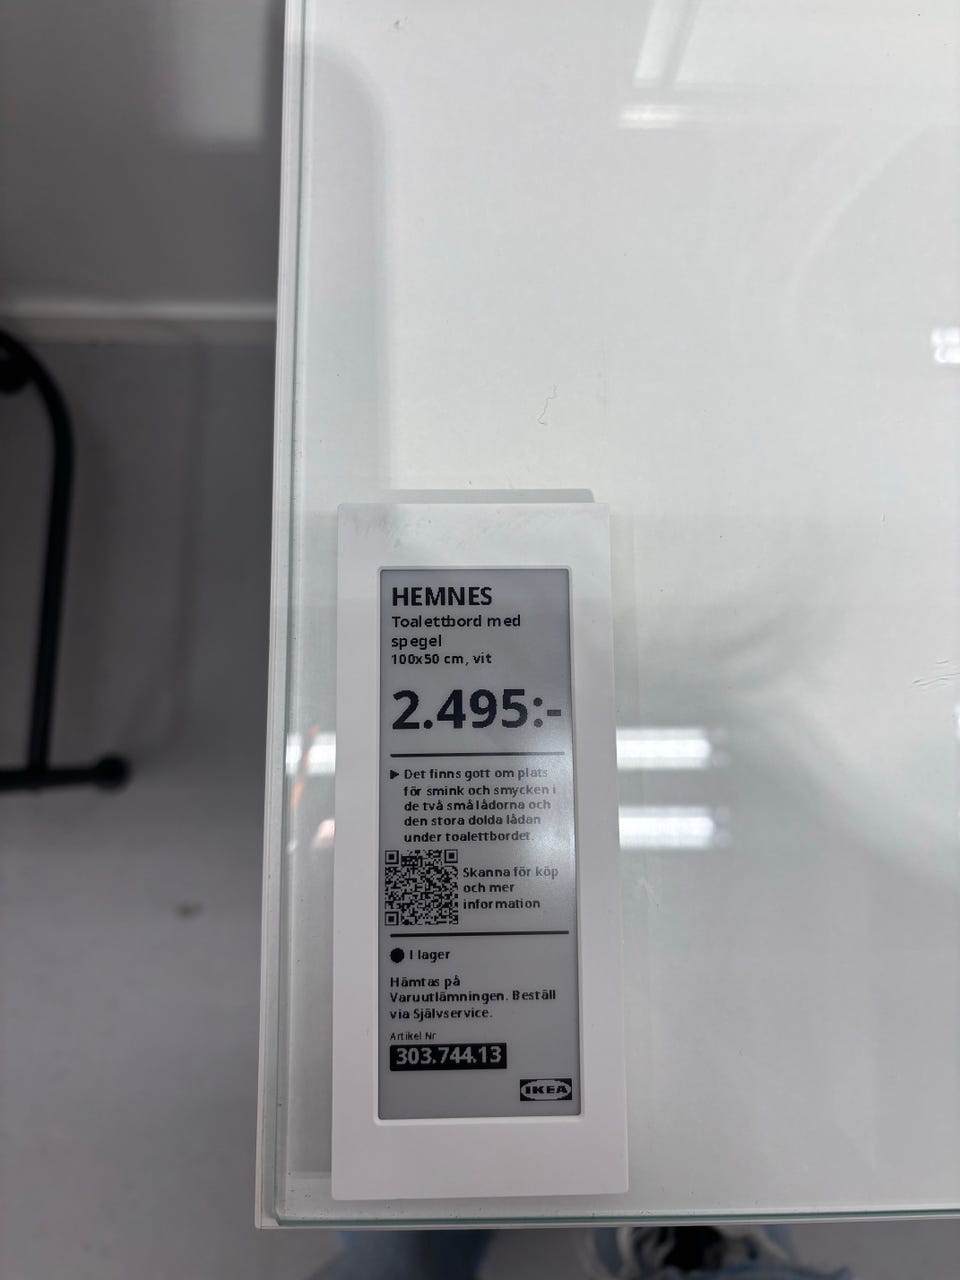 HEMNES
Toalettbord med
spegel
100x50 cm, vit
2.495:-
▶ Det finns gott om plats
för smink och smycken i
de två små lådorna och
den stora dolda lådan
under toalettbordet.
Skanna för köp
och mer
information
● I lager
Hämtas på
Varuutlämningen. Beställ
via Självservice.
Artikel Nr
303.744.13
IKEA